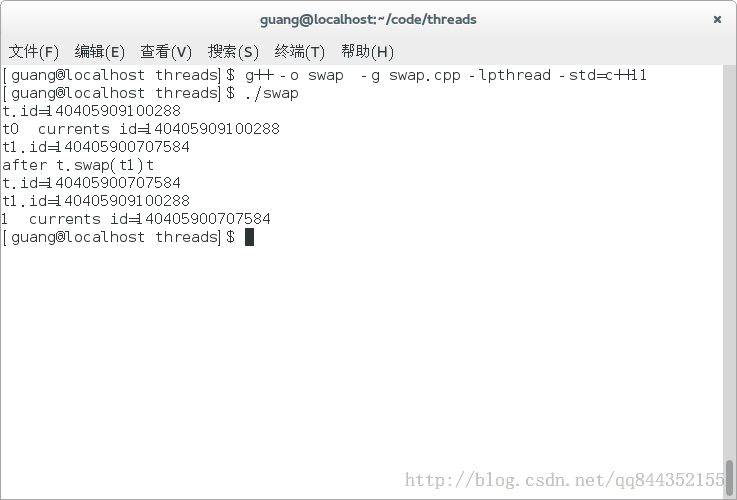 guang@localhost:~/code/threads
文件(F) 编辑(E) 查看(V) 搜索(S) 终端(T) 帮助(H)
[guang@localhost threads]$ g++ -o swap  -g swap.cpp -lpthread -std=c++11
[guang@localhost threads]$ ./swap
t.id=140405909100288
t0  currents id=140405909100288
t1.id=140405900707584
after t.swap(t1)t
t.id=140405900707584
t1.id=140405909100288
1  currents id=140405900707584
[guang@localhost threads]$
http://blog.csdn.net/qq844352155